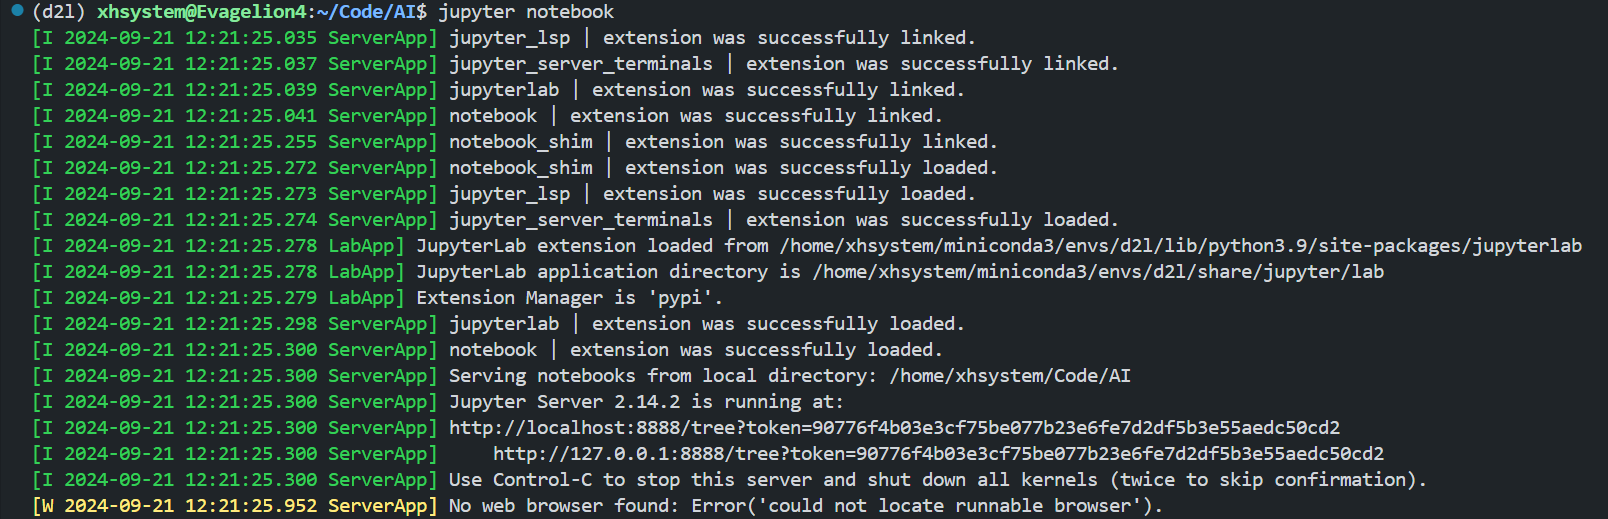 (d2l) xhsystem@Evagelion4:~/Code/AI$ jupyter notebook
[I 2024-09-21 12:21:25.035 ServerApp] jupyter_lsp | extension was successfully linked.
[I 2024-09-21 12:21:25.037 ServerApp] jupyter_server_terminals | extension was successfully linked.
[I 2024-09-21 12:21:25.039 ServerApp] jupyterlab | extension was successfully linked.
[I 2024-09-21 12:21:25.041 ServerApp] notebook | extension was successfully linked.
[I 2024-09-21 12:21:25.255 ServerApp] notebook_shim | extension was successfully linked.
[I 2024-09-21 12:21:25.272 ServerApp] notebook_shim | extension was successfully loaded.
[I 2024-09-21 12:21:25.273 ServerApp] jupyter_lsp | extension was successfully loaded.
[I 2024-09-21 12:21:25.274 ServerApp] jupyter_server_terminals | extension was successfully loaded.
[I 2024-09-21 12:21:25.278 LabApp] JupyterLab extension loaded from /home/xhsystem/miniconda3/envs/d2l/lib/python3.9/site-packages/jupyterlab
[I 2024-09-21 12:21:25.278 LabApp] JupyterLab application directory is /home/xhsystem/miniconda3/envs/d2l/share/jupyter/lab
[I 2024-09-21 12:21:25.279 LabApp] Extension Manager is 'pypi'.
[I 2024-09-21 12:21:25.298 ServerApp] jupyterlab | extension was successfully loaded.
[I 2024-09-21 12:21:25.300 ServerApp] notebook | extension was successfully loaded.
[I 2024-09-21 12:21:25.300 ServerApp] Serving notebooks from local directory: /home/xhsystem/Code/AI
[I 2024-09-21 12:21:25.300 ServerApp] Jupyter Server 2.14.2 is running at:
[I 2024-09-21 12:21:25.300 ServerApp] http://localhost:8888/tree?token=90776f4b03e3cf75be077b23e6fe7d2df5b3e55aedc50cd2
[I 2024-09-21 12:21:25.300 ServerApp]     http://127.0.0.1:8888/tree?token=90776f4b03e3cf75be077b23e6fe7d2df5b3e55aedc50cd2
[I 2024-09-21 12:21:25.300 ServerApp] Use Control-C to stop this server and shut down all kernels (twice to skip confirmation).
[W 2024-09-21 12:21:25.952 ServerApp] No web browser found: Error('could not locate runnable browser').